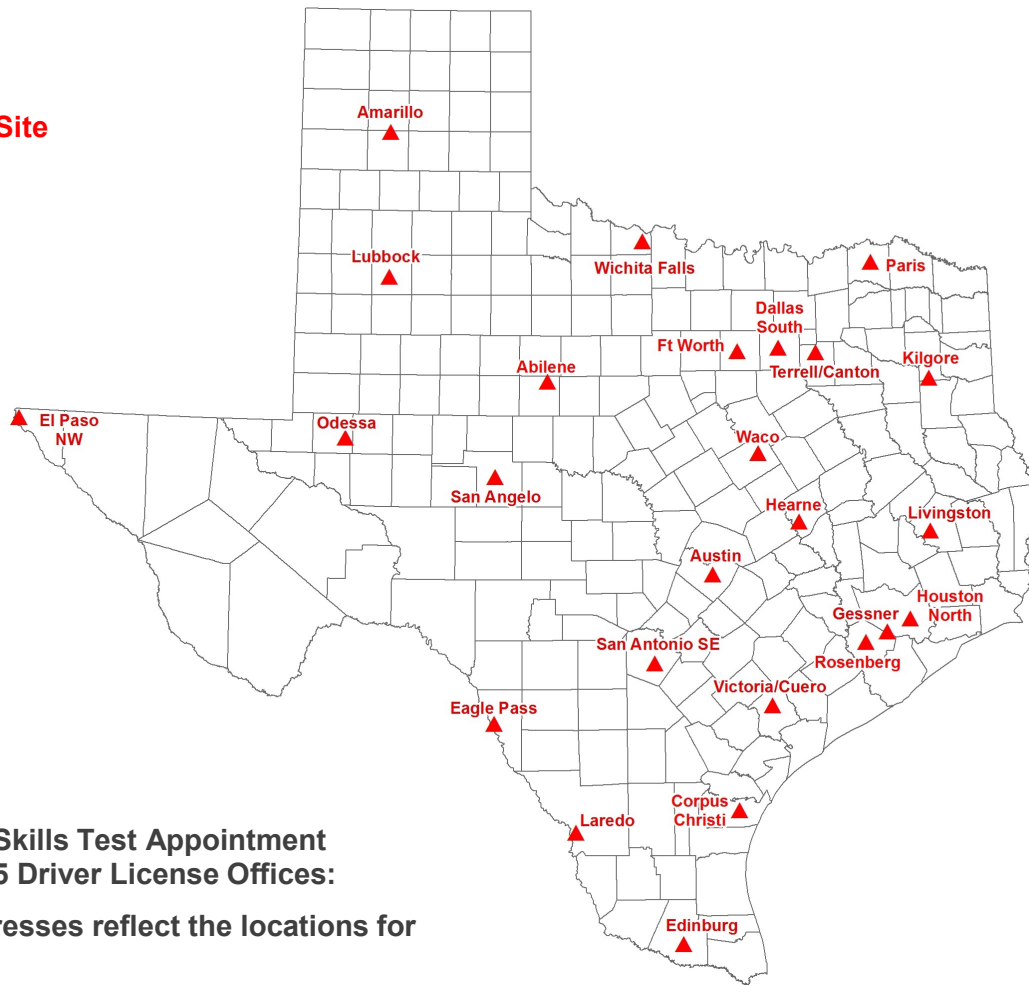 Site
Amarillo
Lubbock
Wichita Falls
Paris
Dallas
South
Ft Worth
Terrell/Canton
Kilgore
Abilene
El Paso
NW
Odessa
Waco
San Angelo
Hearne
Livingston
Austin
Houston
North
Gessner
San Antonio SE
Rosenberg
Victoria/Cuero
Eagle Pass
Corpus
Christi
Laredo
Skills Test Appointment
5 Driver License Offices:
resses reflect the locations for
Edinburg